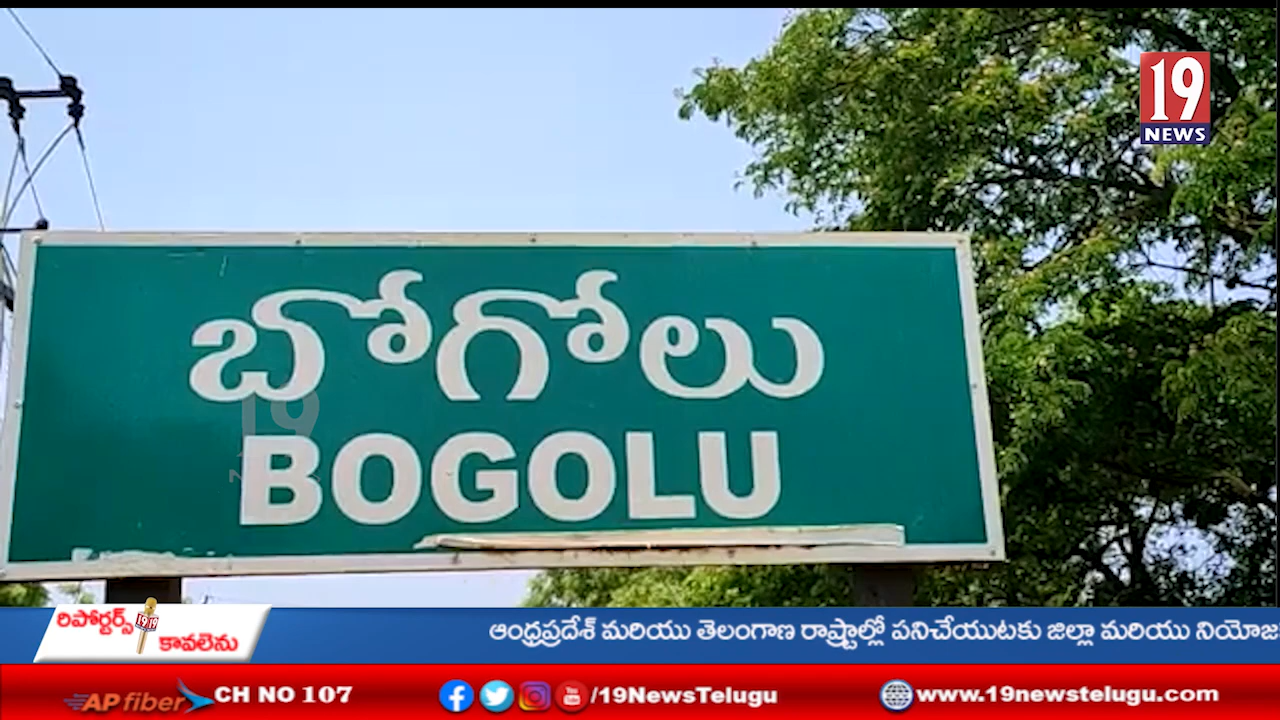 19
NEWS
బోగోలు
BOGOLU
రిపోర్టర్స్
కావలెను
ఆంధ్రప్రదేశ్ మరియు తెలంగాణ రాష్ట్రాల్లో పనిచేయుటకు జిల్లా మరియు నియోజ
AP fiber CH NO 107
/19NewsTelugu
www.19newstelugu.com